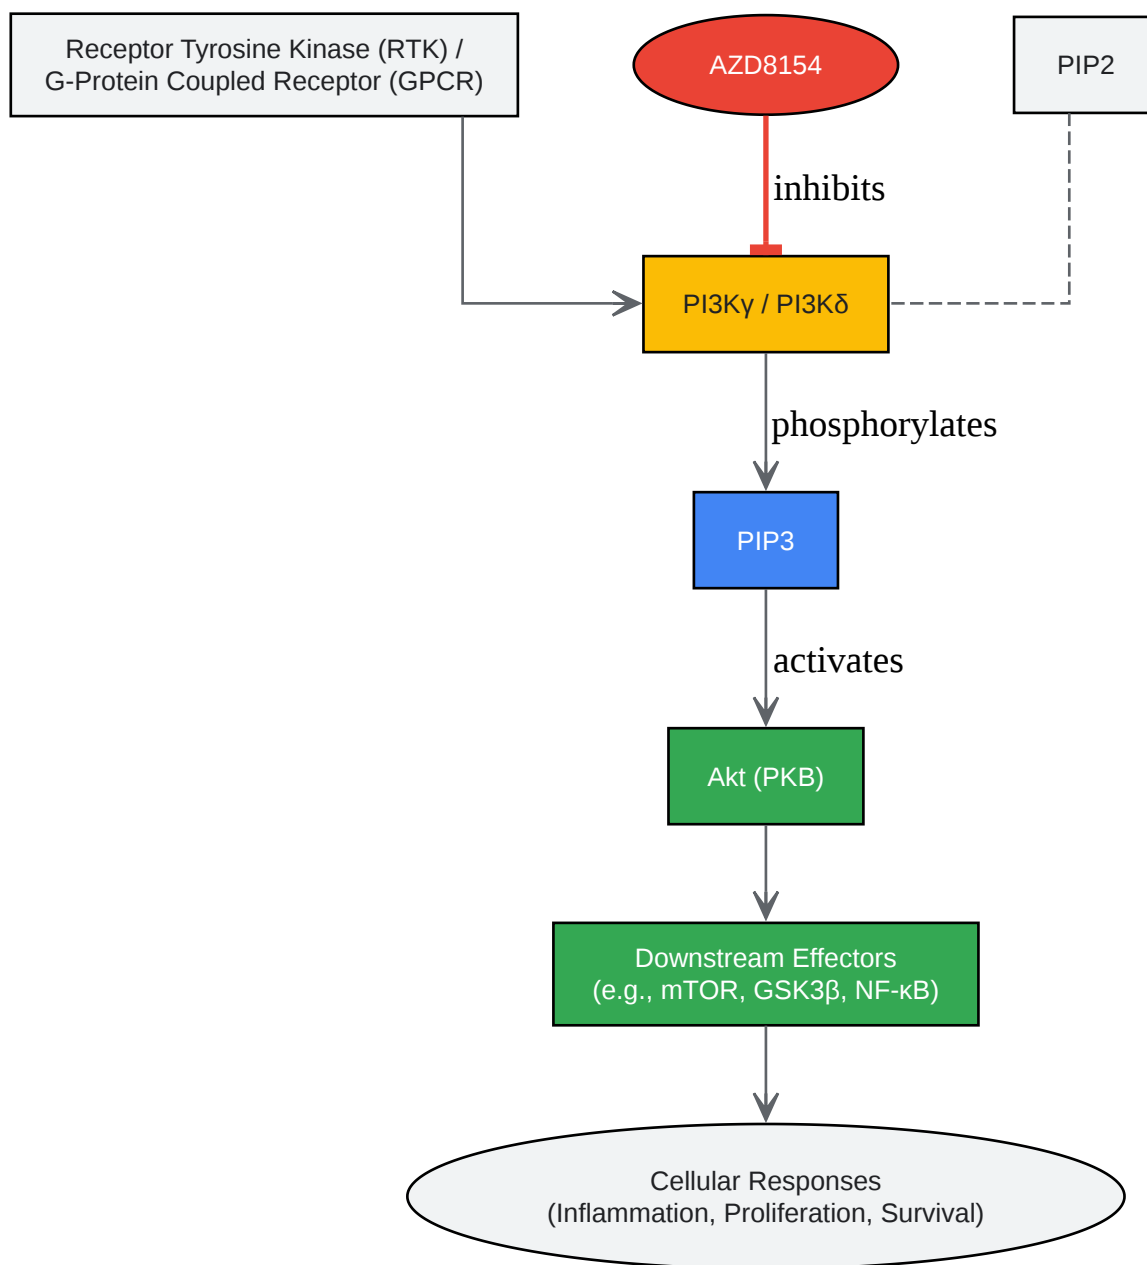 Receptor Tyrosine Kinase (RTK) /
G-Protein Coupled Receptor (GPCR)
AZD8154
PIP2
inhibits
PI3Kγ / PI3Kδ
phosphorylates
PIP3
activates
Akt (PKB)
Downstream Effectors
(e.g., mTOR, GSK3β, NF-κB)
Cellular Responses
(Inflammation, Proliferation, Survival)